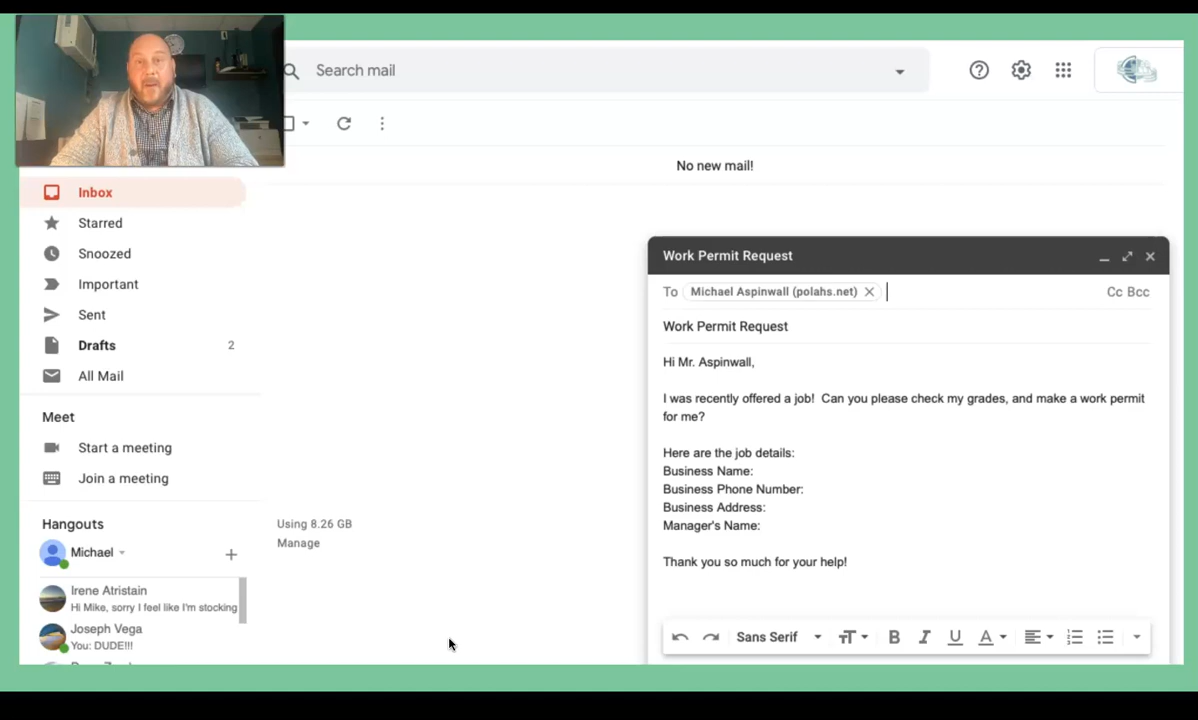 Search mail
No new mail!
Inbox
Starred
Snoozed
Important
Sent
Drafts 2
All Mail
Meet
Start a meeting
Join a meeting
Hangouts
Michael
Irene Atristain
Hi Mike, sorry I feel like I'm stocking
Joseph Vega
You: DUDE!!!
Using 8.26 GB
Manage
Work Permit Request
To Michael Aspinwall (polahs.net) Cc Bcc
Work Permit Request
Hi Mr. Aspinwall,
I was recently offered a job!  Can you please check my grades, and make a work permit
for me?
Here are the job details:
Business Name:
Business Phone Number:
Business Address:
Manager's Name:
Thank you so much for your help!
Sans Serif